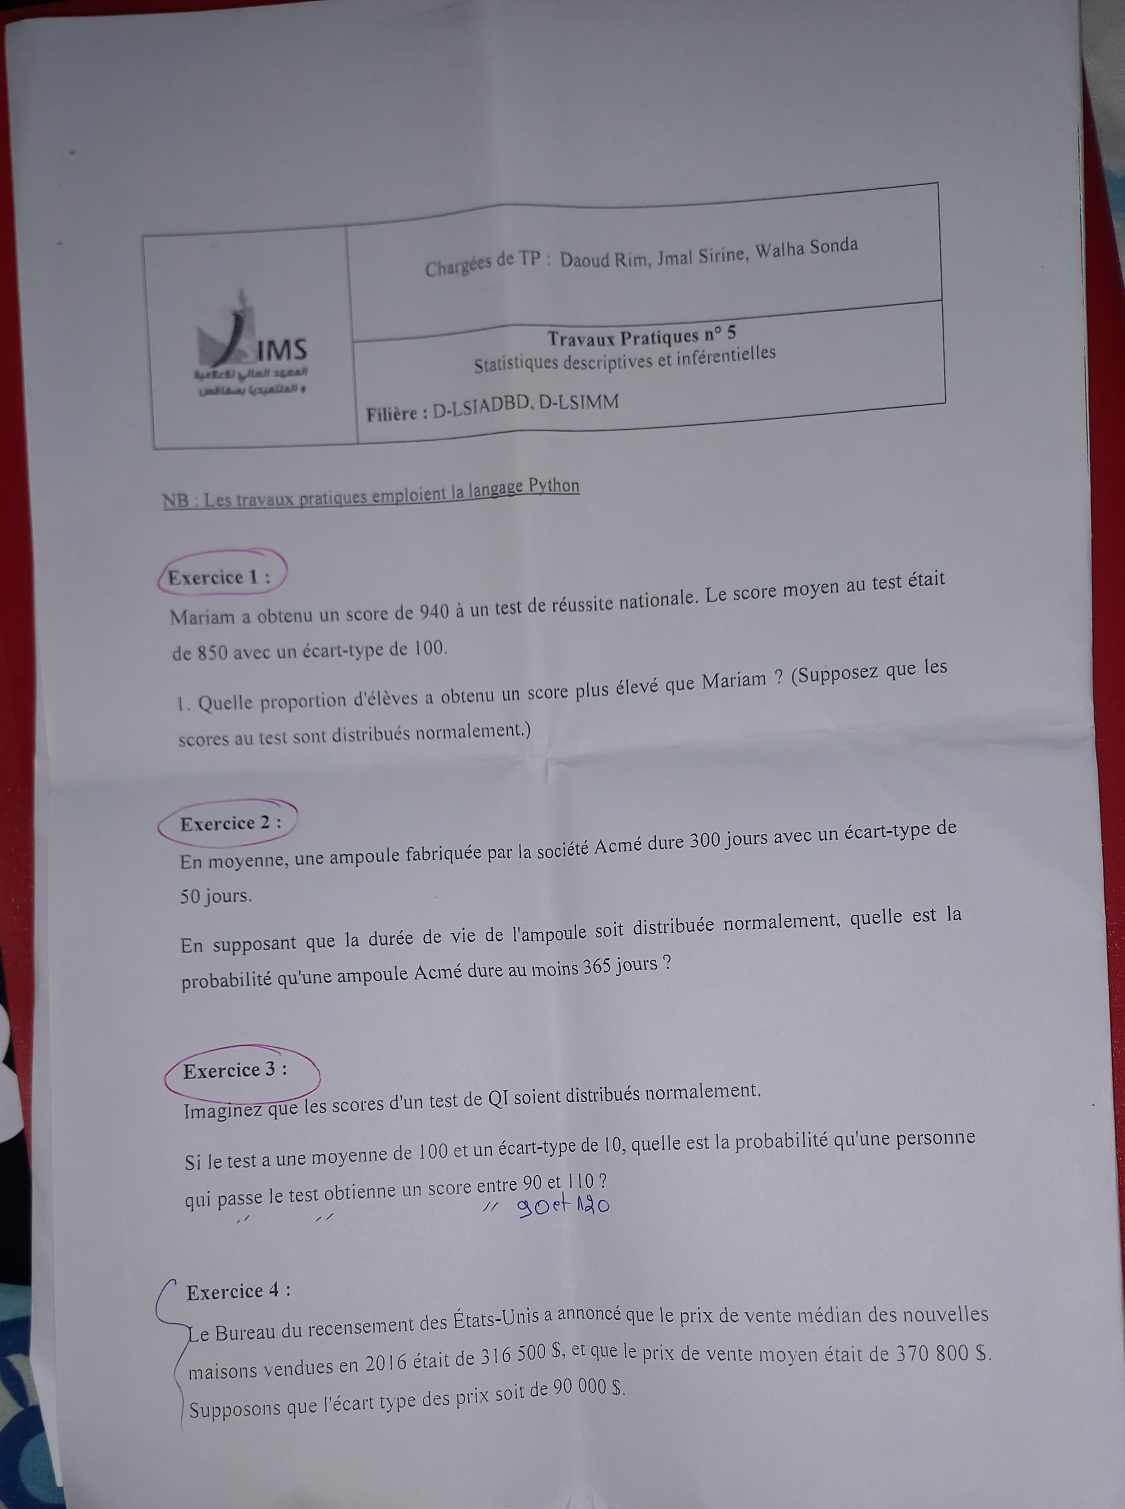 Chargées de TP : Daoud Rim, Jmal Sirine, Walha Sonda
IMS
المعهد العالي للإعلامية
و الملتيميديا بصفاقس
Travaux Pratiques n° 5
Statistiques descriptives et inférentielles
Filière : D-LSIADBD, D-LSIMM
NB : Les travaux pratiques emploient la langage Python
Exercice 1 :
Mariam a obtenu un score de 940 à un test de réussite nationale. Le score moyen au test était
de 850 avec un écart-type de 100.
1. Quelle proportion d'élèves a obtenu un score plus élevé que Mariam ? (Supposez que les
scores au test sont distribués normalement.)
Exercice 2 :
En moyenne, une ampoule fabriquée par la société Acmé dure 300 jours avec un écart-type de
50 jours.
En supposant que la durée de vie de l'ampoule soit distribuée normalement, quelle est la
probabilité qu'une ampoule Acmé dure au moins 365 jours ?
Exercice 3 :
Imaginez que les scores d'un test de QI soient distribués normalement.
Si le test a une moyenne de 100 et un écart-type de 10, quelle est la probabilité qu'une personne
qui passe le test obtienne un score entre 90 et 110 ?
" " " 90 et 120
Exercice 4 :
Le Bureau du recensement des États-Unis a annoncé que le prix de vente médian des nouvelles
maisons vendues en 2016 était de 316 500 $, et que le prix de vente moyen était de 370 800 $.
Supposons que l'écart type des prix soit de 90 000 $.